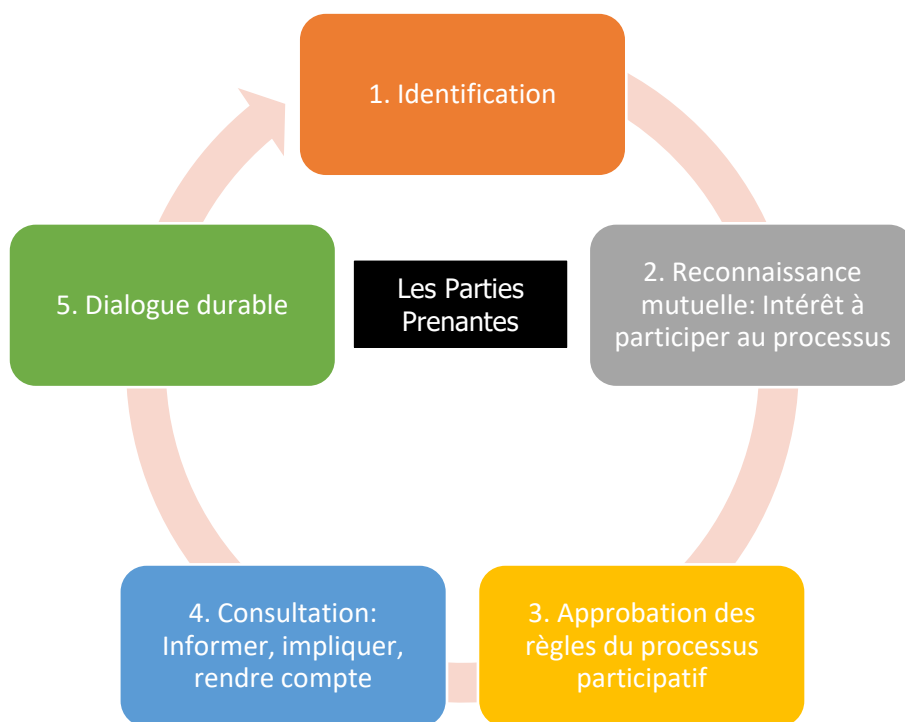 1. Identification
2. Reconnaissance
mutuelle: Intérêt à
participer au processus
3. Approbation des
règles du processus
participatif
4. Consultation:
Informer, impliquer,
rendre compte
5. Dialogue durable
Les Parties
Prenantes